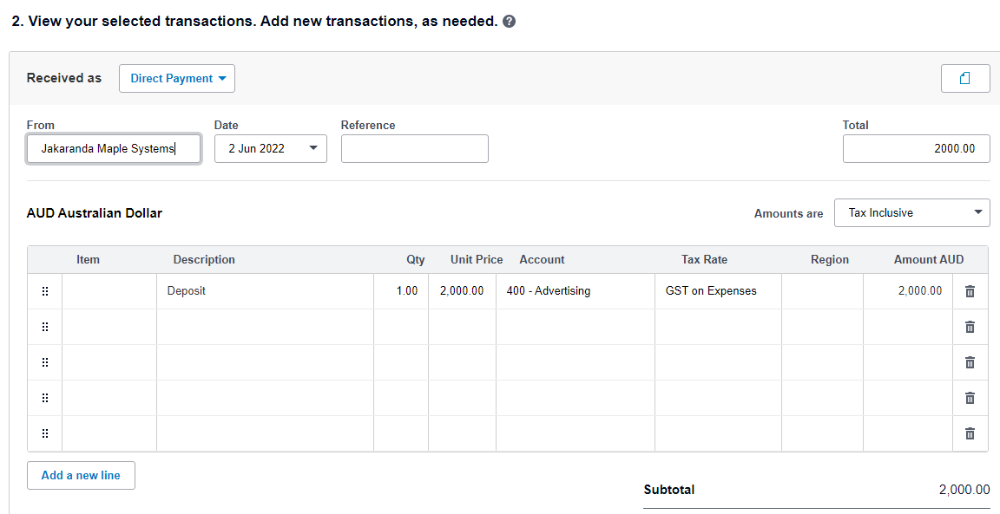 2. View your selected transactions. Add new transactions, as needed. ?
Received as Direct Payment
From Date Reference Total
Jakaranda Maple Systems 2 Jun 2022 2000.00
AUD Australian Dollar Amounts are Tax Inclusive
Item Description Qty Unit Price Account Tax Rate Region Amount AUD
Deposit 1.00 2,000.00 400 - Advertising GST on Expenses 2,000.00
Add a new line
Subtotal 2,000.00